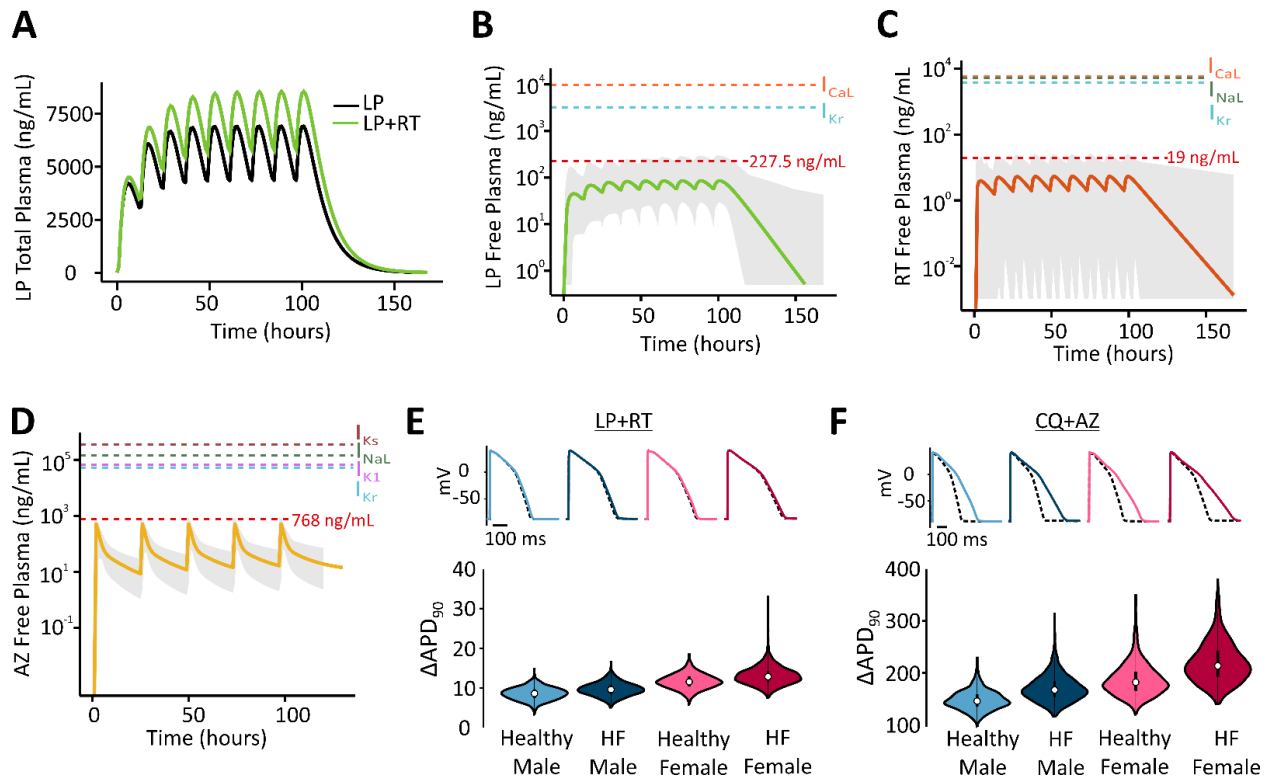 A
LP Total Plasma (ng/mL)
7500
5000
2500
0
LP
LP+RT
0 50 100 150
Time (hours)
B
LP Free Plasma (ng/mL)
10^4
10^3
10^2
10^1
10^0
I_CaL
I_Kr
227.5 ng/mL
0 50 100 150
Time (hours)
C
RT Free Plasma (ng/mL)
10^4
10^2
10^0
10^-2
I_CaL
I_NaL
I_Kr
19 ng/mL
0 50 100 150
Time (hours)
D
AZ Free Plasma (ng/mL)
10^5
10^3
10^1
10^-1
I_Ks
I_NaL
I_K1
I_Kr
768 ng/mL
0 50 100
Time (hours)
E
LP+RT
mV
0
-50
100 ms
ΔAPD_90
40
30
20
10
0
Healthy Male
HF Male
Healthy Female
HF Female
F
CQ+AZ
mV
0
-50
100 ms
ΔAPD_90
400
300
200
100
Healthy Male
HF Male
Healthy Female
HF Female